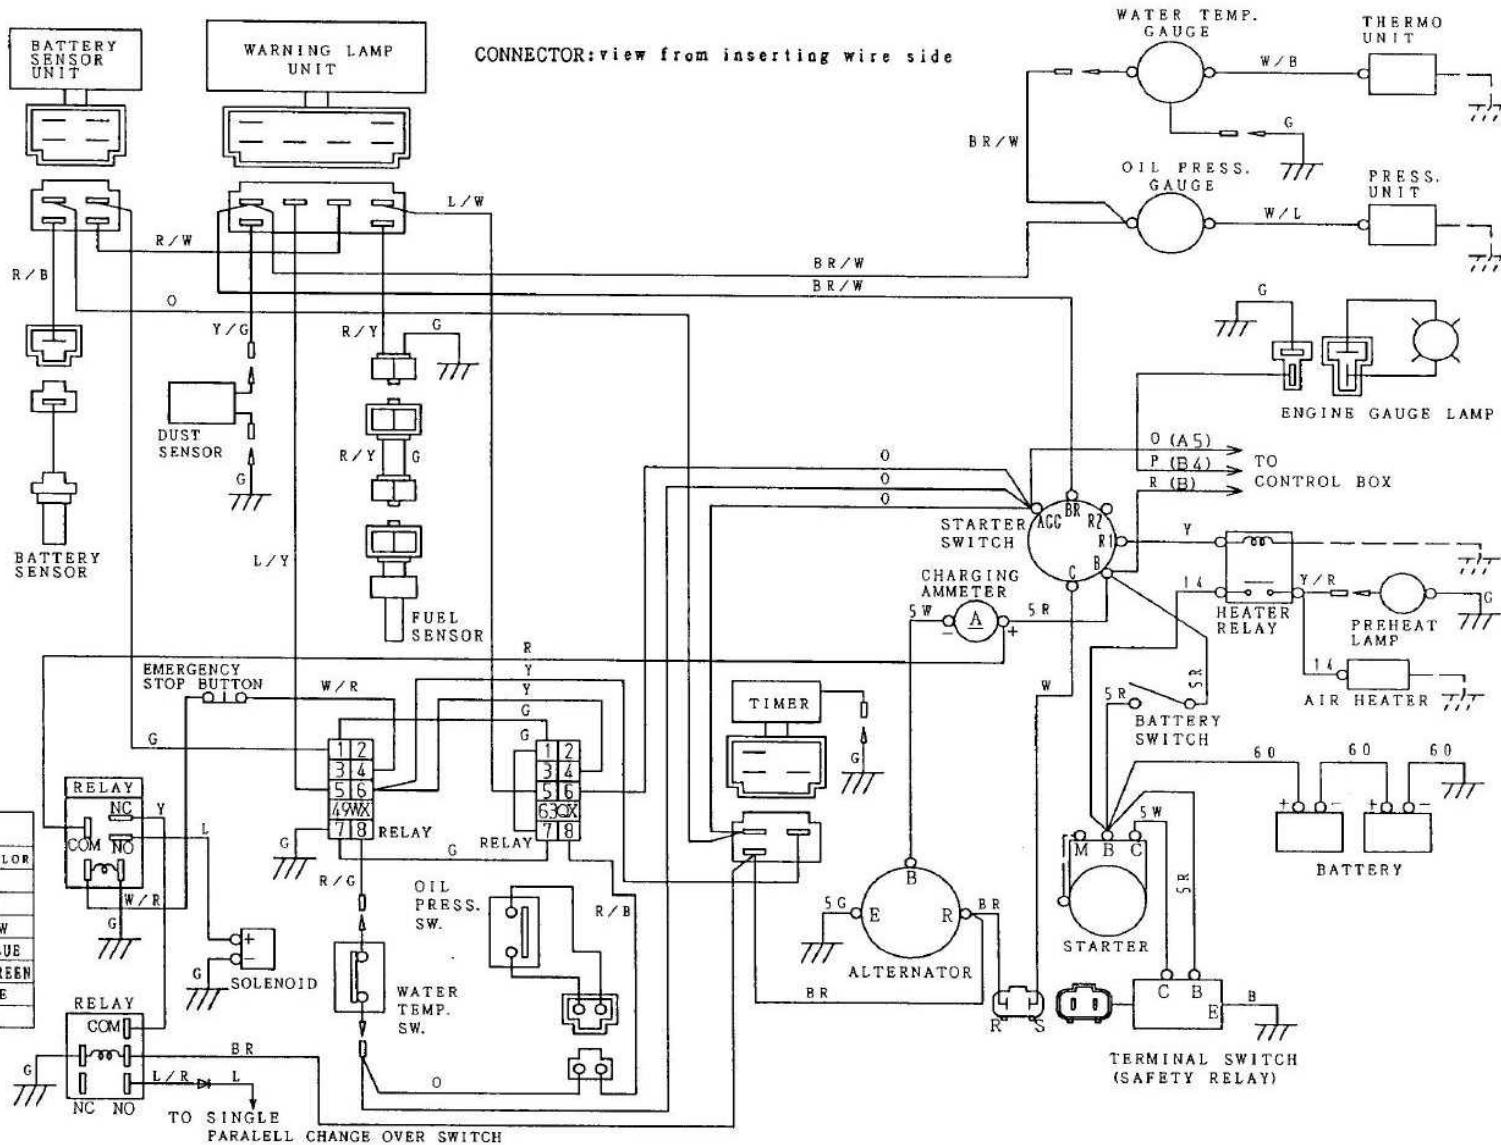 BATTERY
SENSOR
UNIT
WARNING LAMP
UNIT
CONNECTOR:view from inserting wire side
WATER TEMP.
GAUGE
THERMO
UNIT
W/B
G
BR/W
OIL PRESS.
GAUGE
PRESS.
UNIT
W/L
L/W
R/W
R/B
BR/W
BR/W
O
G
Y/G
R/Y
G
ENGINE GAUGE LAMP
DUST
SENSOR
G
R/Y
G
O (A5)
P (B4)
R (B)
TO
CONTROL BOX
O
O
O
STARTER
SWITCH
ACC
BR
R2
R1
B
C
Y
BATTERY
SENSOR
L/Y
FUEL
SENSOR
CHARGING
AMMETER
5W
5R
A
-
+
14
HEATER
RELAY
Y/R
PREHEAT
LAMP
G
14
AIR HEATER
R
Y
Y
G
EMERGENCY
STOP BUTTON
W/R
W
5R
5R
BATTERY
SWITCH
G
TIMER
G
60
60
60
+
-
+
-
BATTERY
1 2
3 4
5 6
49WX
7 8
RELAY
G
1 2
3 4
5 6
63QX
7 8
RELAY
G
G
RELAY
NC
COM
NO
Y
L
W/R
G
LOR
W
UE
REEN
E
R/G
OIL
PRESS.
SW.
R/B
B
5G
E
R
BR
ALTERNATOR
BR
M B C
5W
5R
STARTER
+
-
G
SOLENOID
WATER
TEMP.
SW.
R
S
C
B
E
B
TERMINAL SWITCH
(SAFETY RELAY)
RELAY
COM
G
BR
L/R
L
NC
NO
O
TO SINGLE
PARALELL CHANGE OVER SWITCH